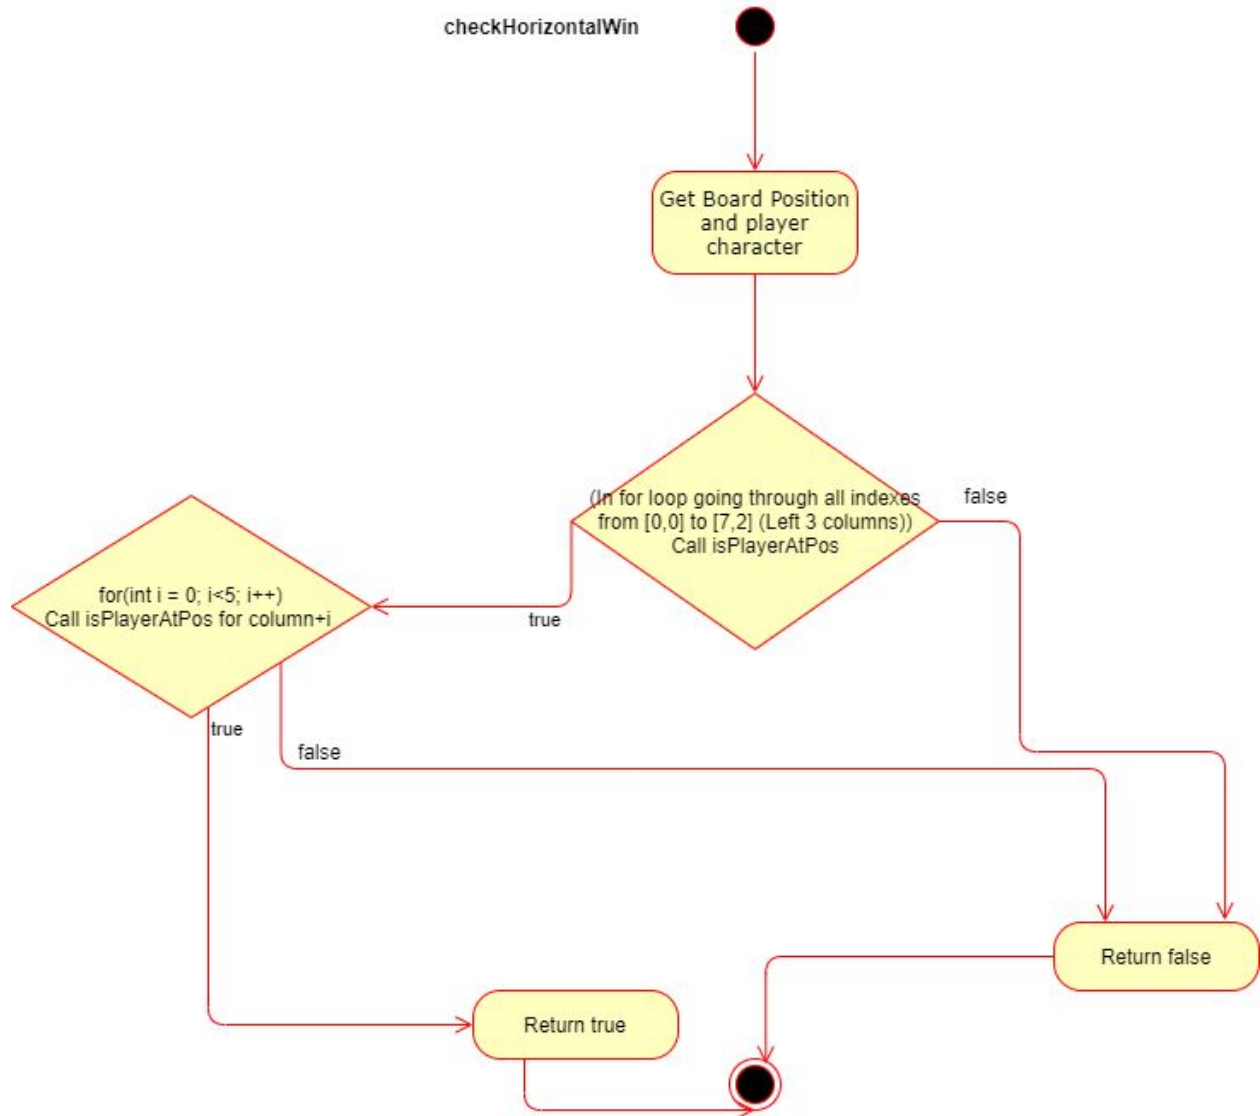 checkHorizontalWin
Get Board Position
and player
character
(In for loop going through all indexes
from [0,0] to [7,2] (Left 3 columns))
Call isPlayerAtPos
false
true
for(int i = 0; i<5; i++)
Call isPlayerAtPos for column+i
true
false
Return false
Return true